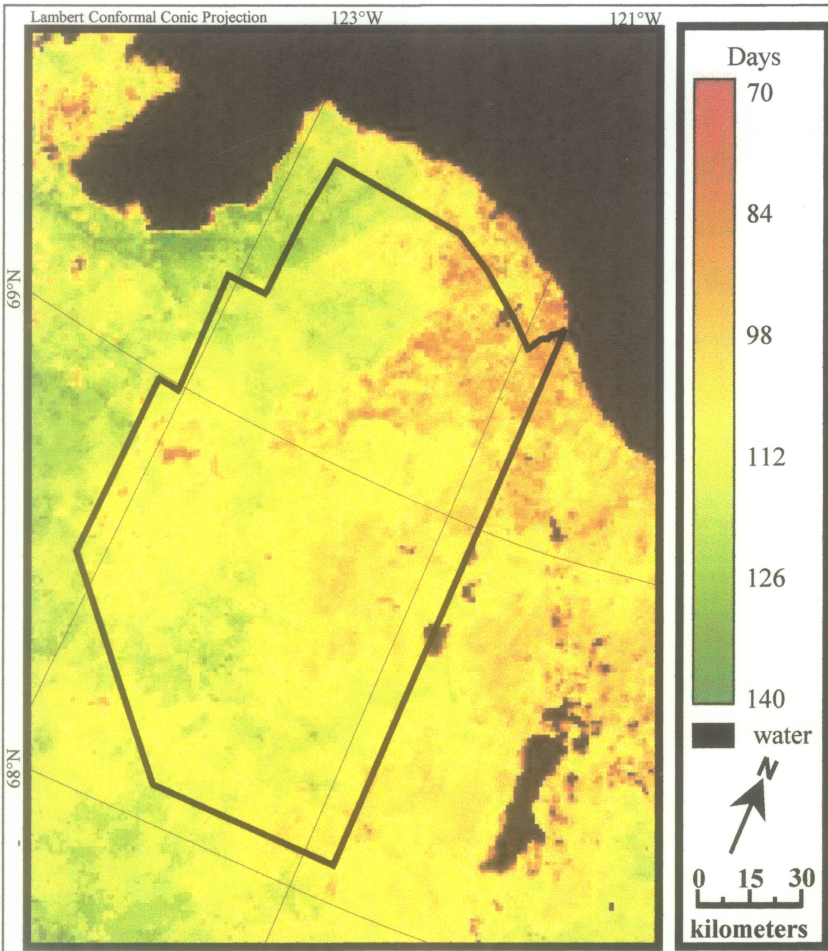 Lambert Conformal Conic Projection
123°W
121°W
69°N
68°N
Days
70
84
98
112
126
140
water
N
0 15 30
kilometers